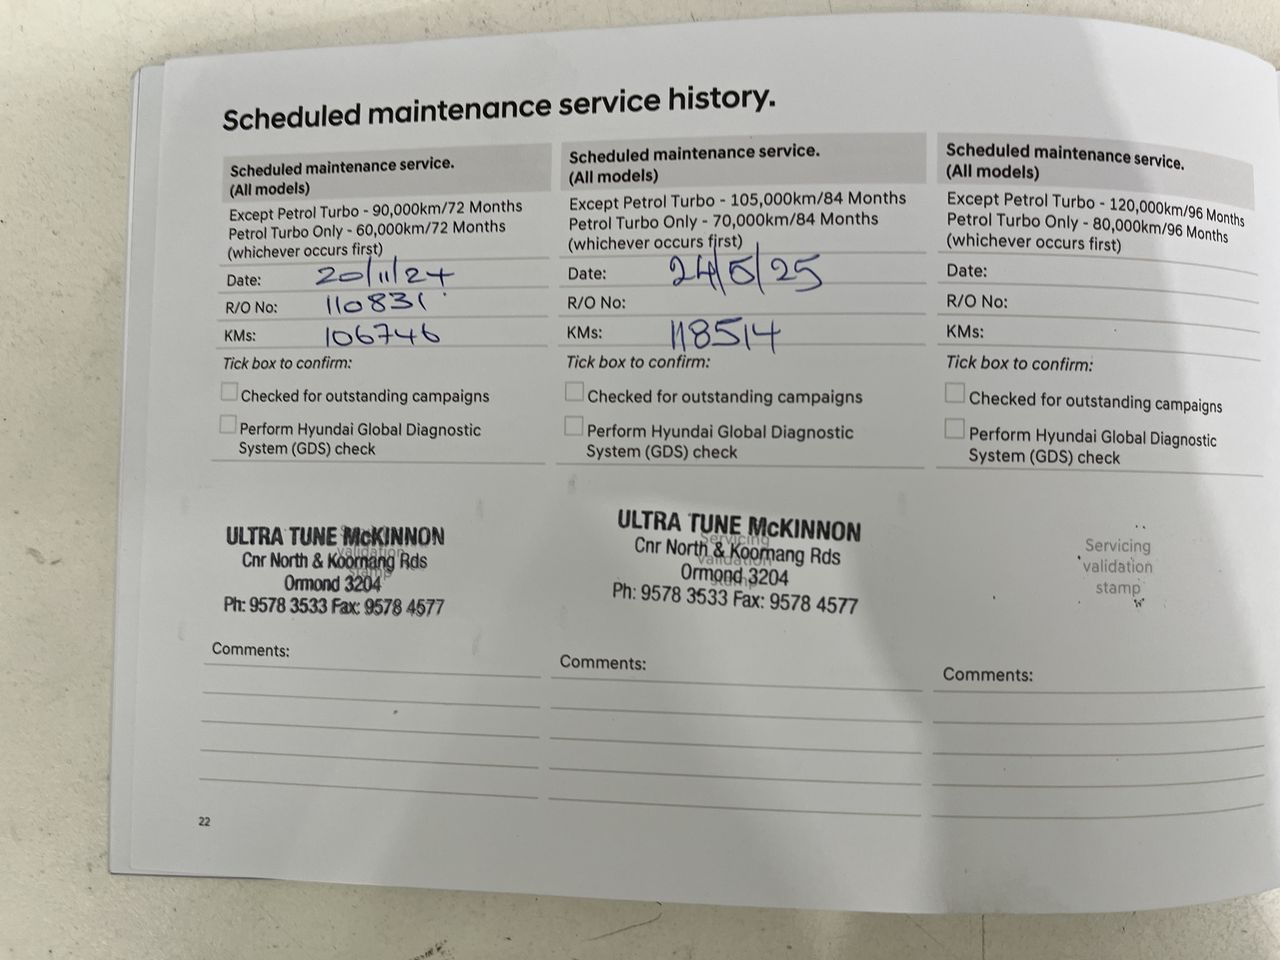 Scheduled maintenance service history.
Scheduled maintenance service.
(All models)
Except Petrol Turbo - 90,000km/72 Months
Petrol Turbo Only - 60,000km/72 Months
(whichever occurs first)
Date: 20/11/24
R/O No: 110831
KMs: 106746
Tick box to confirm:
Checked for outstanding campaigns
Perform Hyundai Global Diagnostic
System (GDS) check
Servicing
validation
stamp
ULTRA TUNE McKINNON
Cnr North & Koornang Rds
Ormond 3204
Ph: 9578 3533 Fax: 9578 4577
Comments:
Scheduled maintenance service.
(All models)
Except Petrol Turbo - 105,000km/84 Months
Petrol Turbo Only - 70,000km/84 Months
(whichever occurs first)
Date: 24/5/25
R/O No:
KMs: 118514
Tick box to confirm:
Checked for outstanding campaigns
Perform Hyundai Global Diagnostic
System (GDS) check
Servicing
validation
stamp
ULTRA TUNE McKINNON
Cnr North & Koornang Rds
Ormond 3204
Ph: 9578 3533 Fax: 9578 4577
Comments:
Scheduled maintenance service.
(All models)
Except Petrol Turbo - 120,000km/96 Months
Petrol Turbo Only - 80,000km/96 Months
(whichever occurs first)
Date:
R/O No:
KMs:
Tick box to confirm:
Checked for outstanding campaigns
Perform Hyundai Global Diagnostic
System (GDS) check
Servicing
validation
stamp
Comments:
22